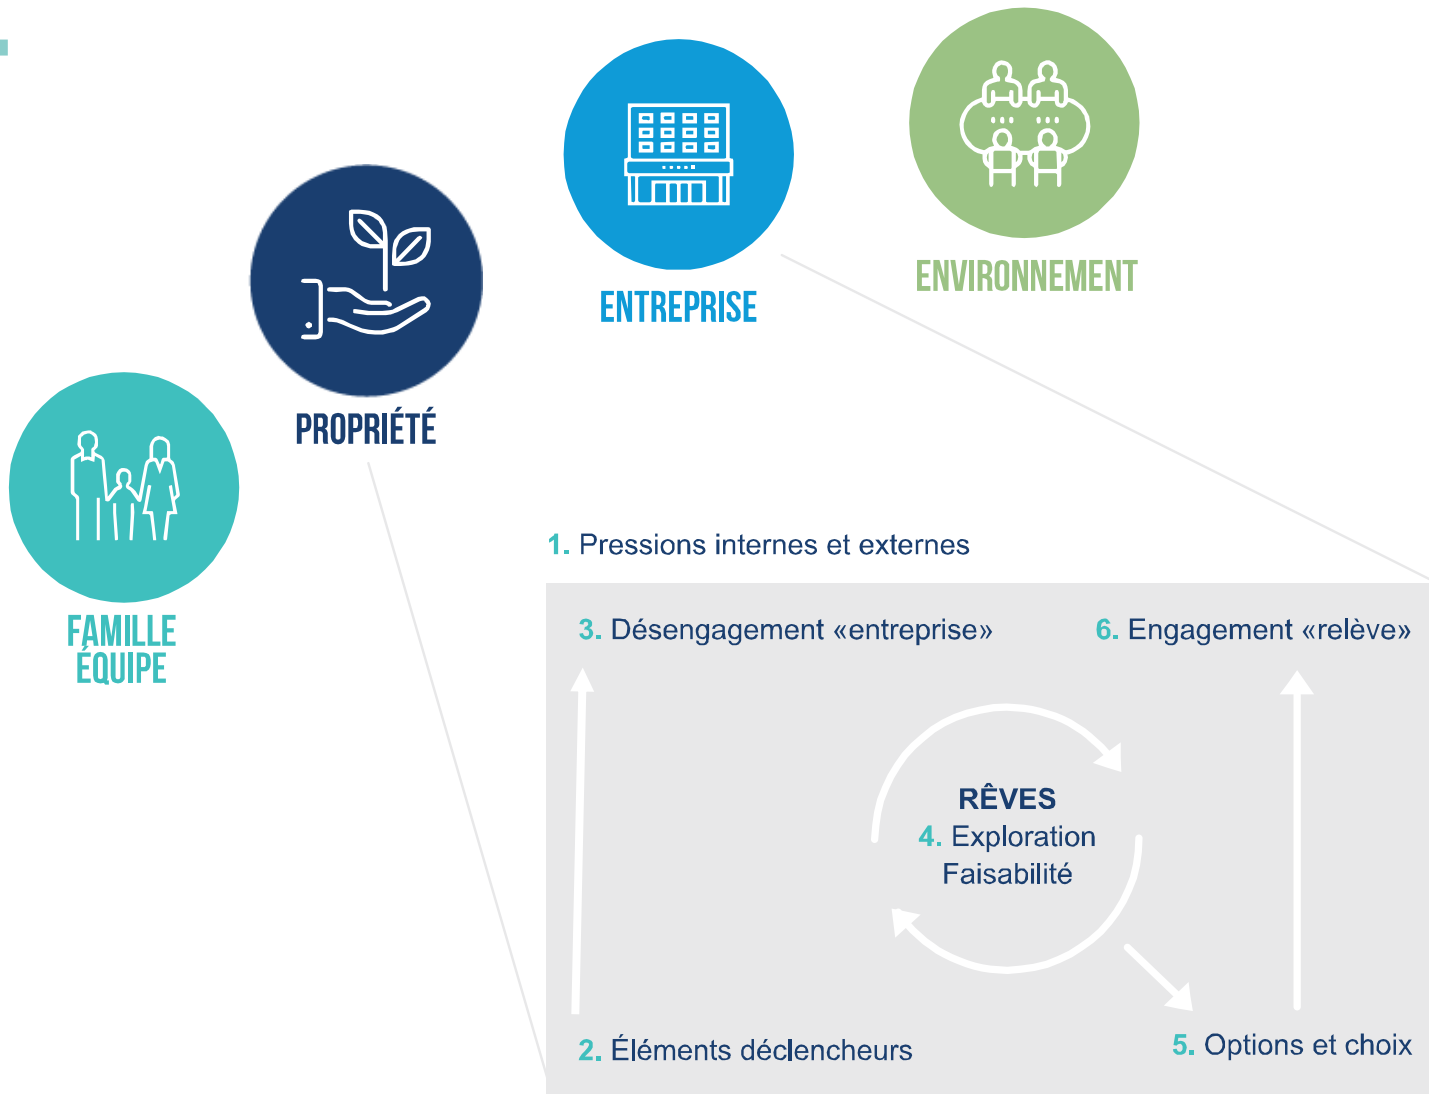 ENVIRONNEMENT
ENTREPRISE
PROPRIÉTÉ
FAMILLE
ÉQUIPE
1. Pressions internes et externes
3. Désengagement «entreprise»
6. Engagement «relève»
RÊVES
4. Exploration
Faisabilité
2. Éléments déclencheurs
5. Options et choix